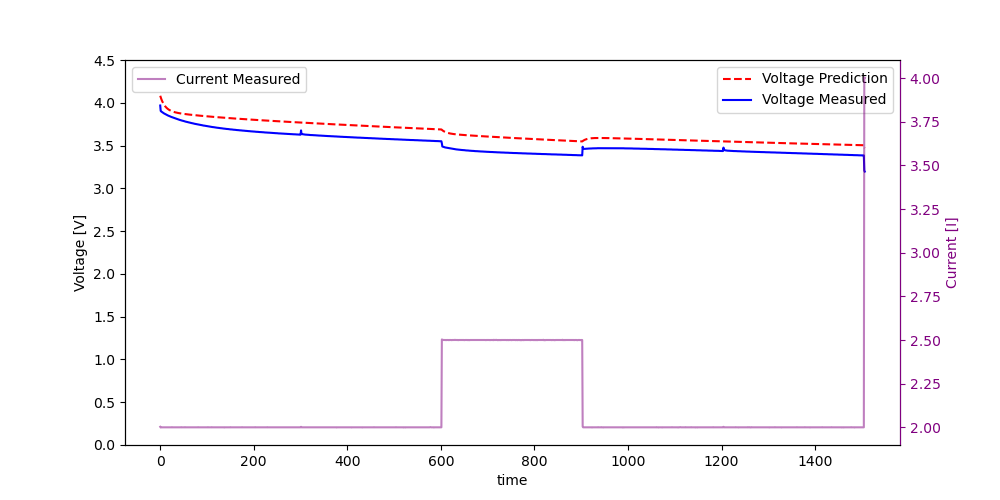 Current Measured
Voltage Prediction
Voltage Measured
4.5
4.0
3.5
3.0
2.5
2.0
1.5
1.0
0.5
0.0
Voltage [V]
4.00
3.75
3.50
3.25
3.00
2.75
2.50
2.25
2.00
Current [I]
0 200 400 600 800 1000 1200 1400
time